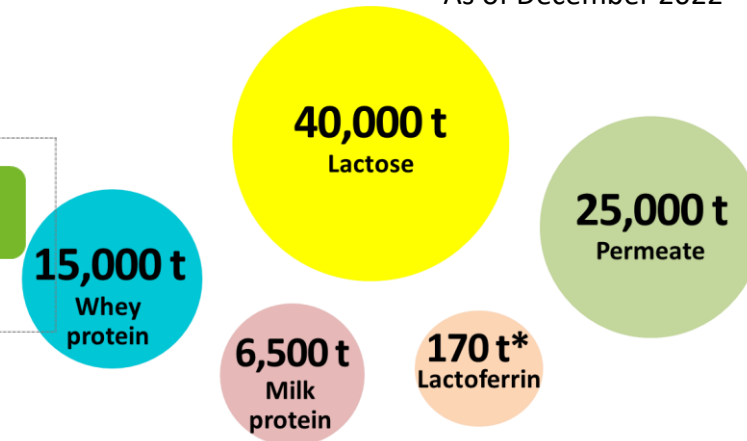 As of December 2022
40,000 t
Lactose
25,000 t
Permeate
15,000 t
Whey
protein
6,500 t
Milk
protein
170 t*
Lactoferrin